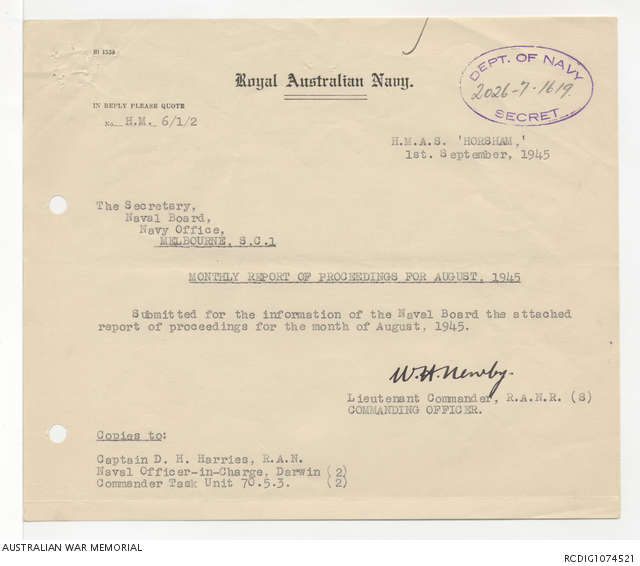 RI 1538
Royal Australian Navy.
DEPT. OF NAVY
2026-7-1619
SECRET
IN REPLY PLEASE QUOTE
No. H.M. 6/1/2
H.M.A.S. 'HORSHAM,'
1st. September, 1945
The Secretary,
Naval Board,
Navy Office,
MELBOURNE, S.C.1
MONTHLY REPORT OF PROCEEDINGS FOR AUGUST, 1945
Submitted for the information of the Naval Board the attached
report of proceedings for the month of August, 1945.
W.H.Newby.
Lieutenant Commander, R.A.N.R. (S)
COMMANDING OFFICER.
Copies to:
Captain D. H. Harries, R.A.N.
Naval Officer-in-Charge, Darwin (2)
Commander Task Unit 70.5.3. (2)
AUSTRALIAN WAR MEMORIAL
RCDIG1074521